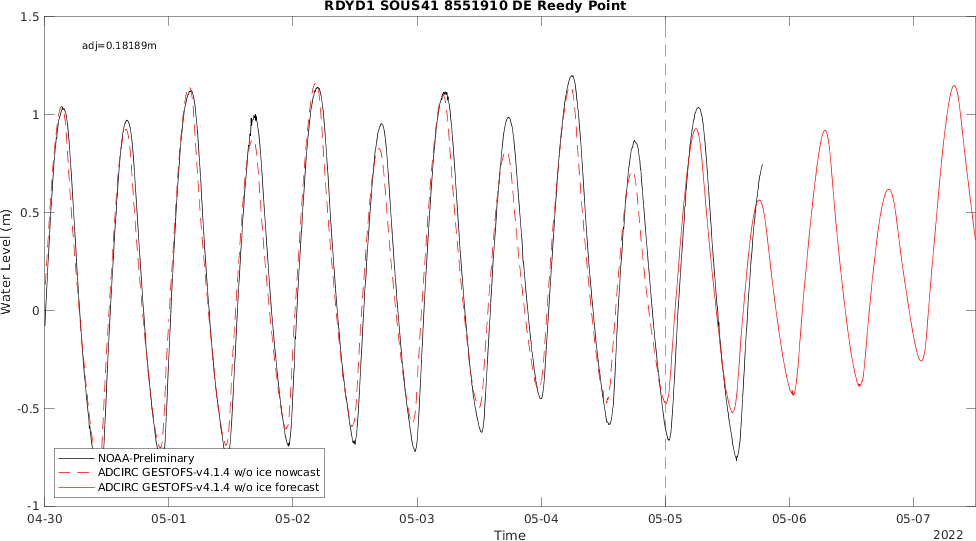 RDYD1 SOUS41 8551910 DE Reedy Point
1.5
adj=0.18189m
1
0.5
Water Level (m)
0
-0.5
NOAA-Preliminary
ADCIRC GESTOFS-v4.1.4 w/o ice nowcast
ADCIRC GESTOFS-v4.1.4 w/o ice forecast
-1
04-30 05-01 05-02 05-03 05-04 05-05 05-06 05-07
Time
2022